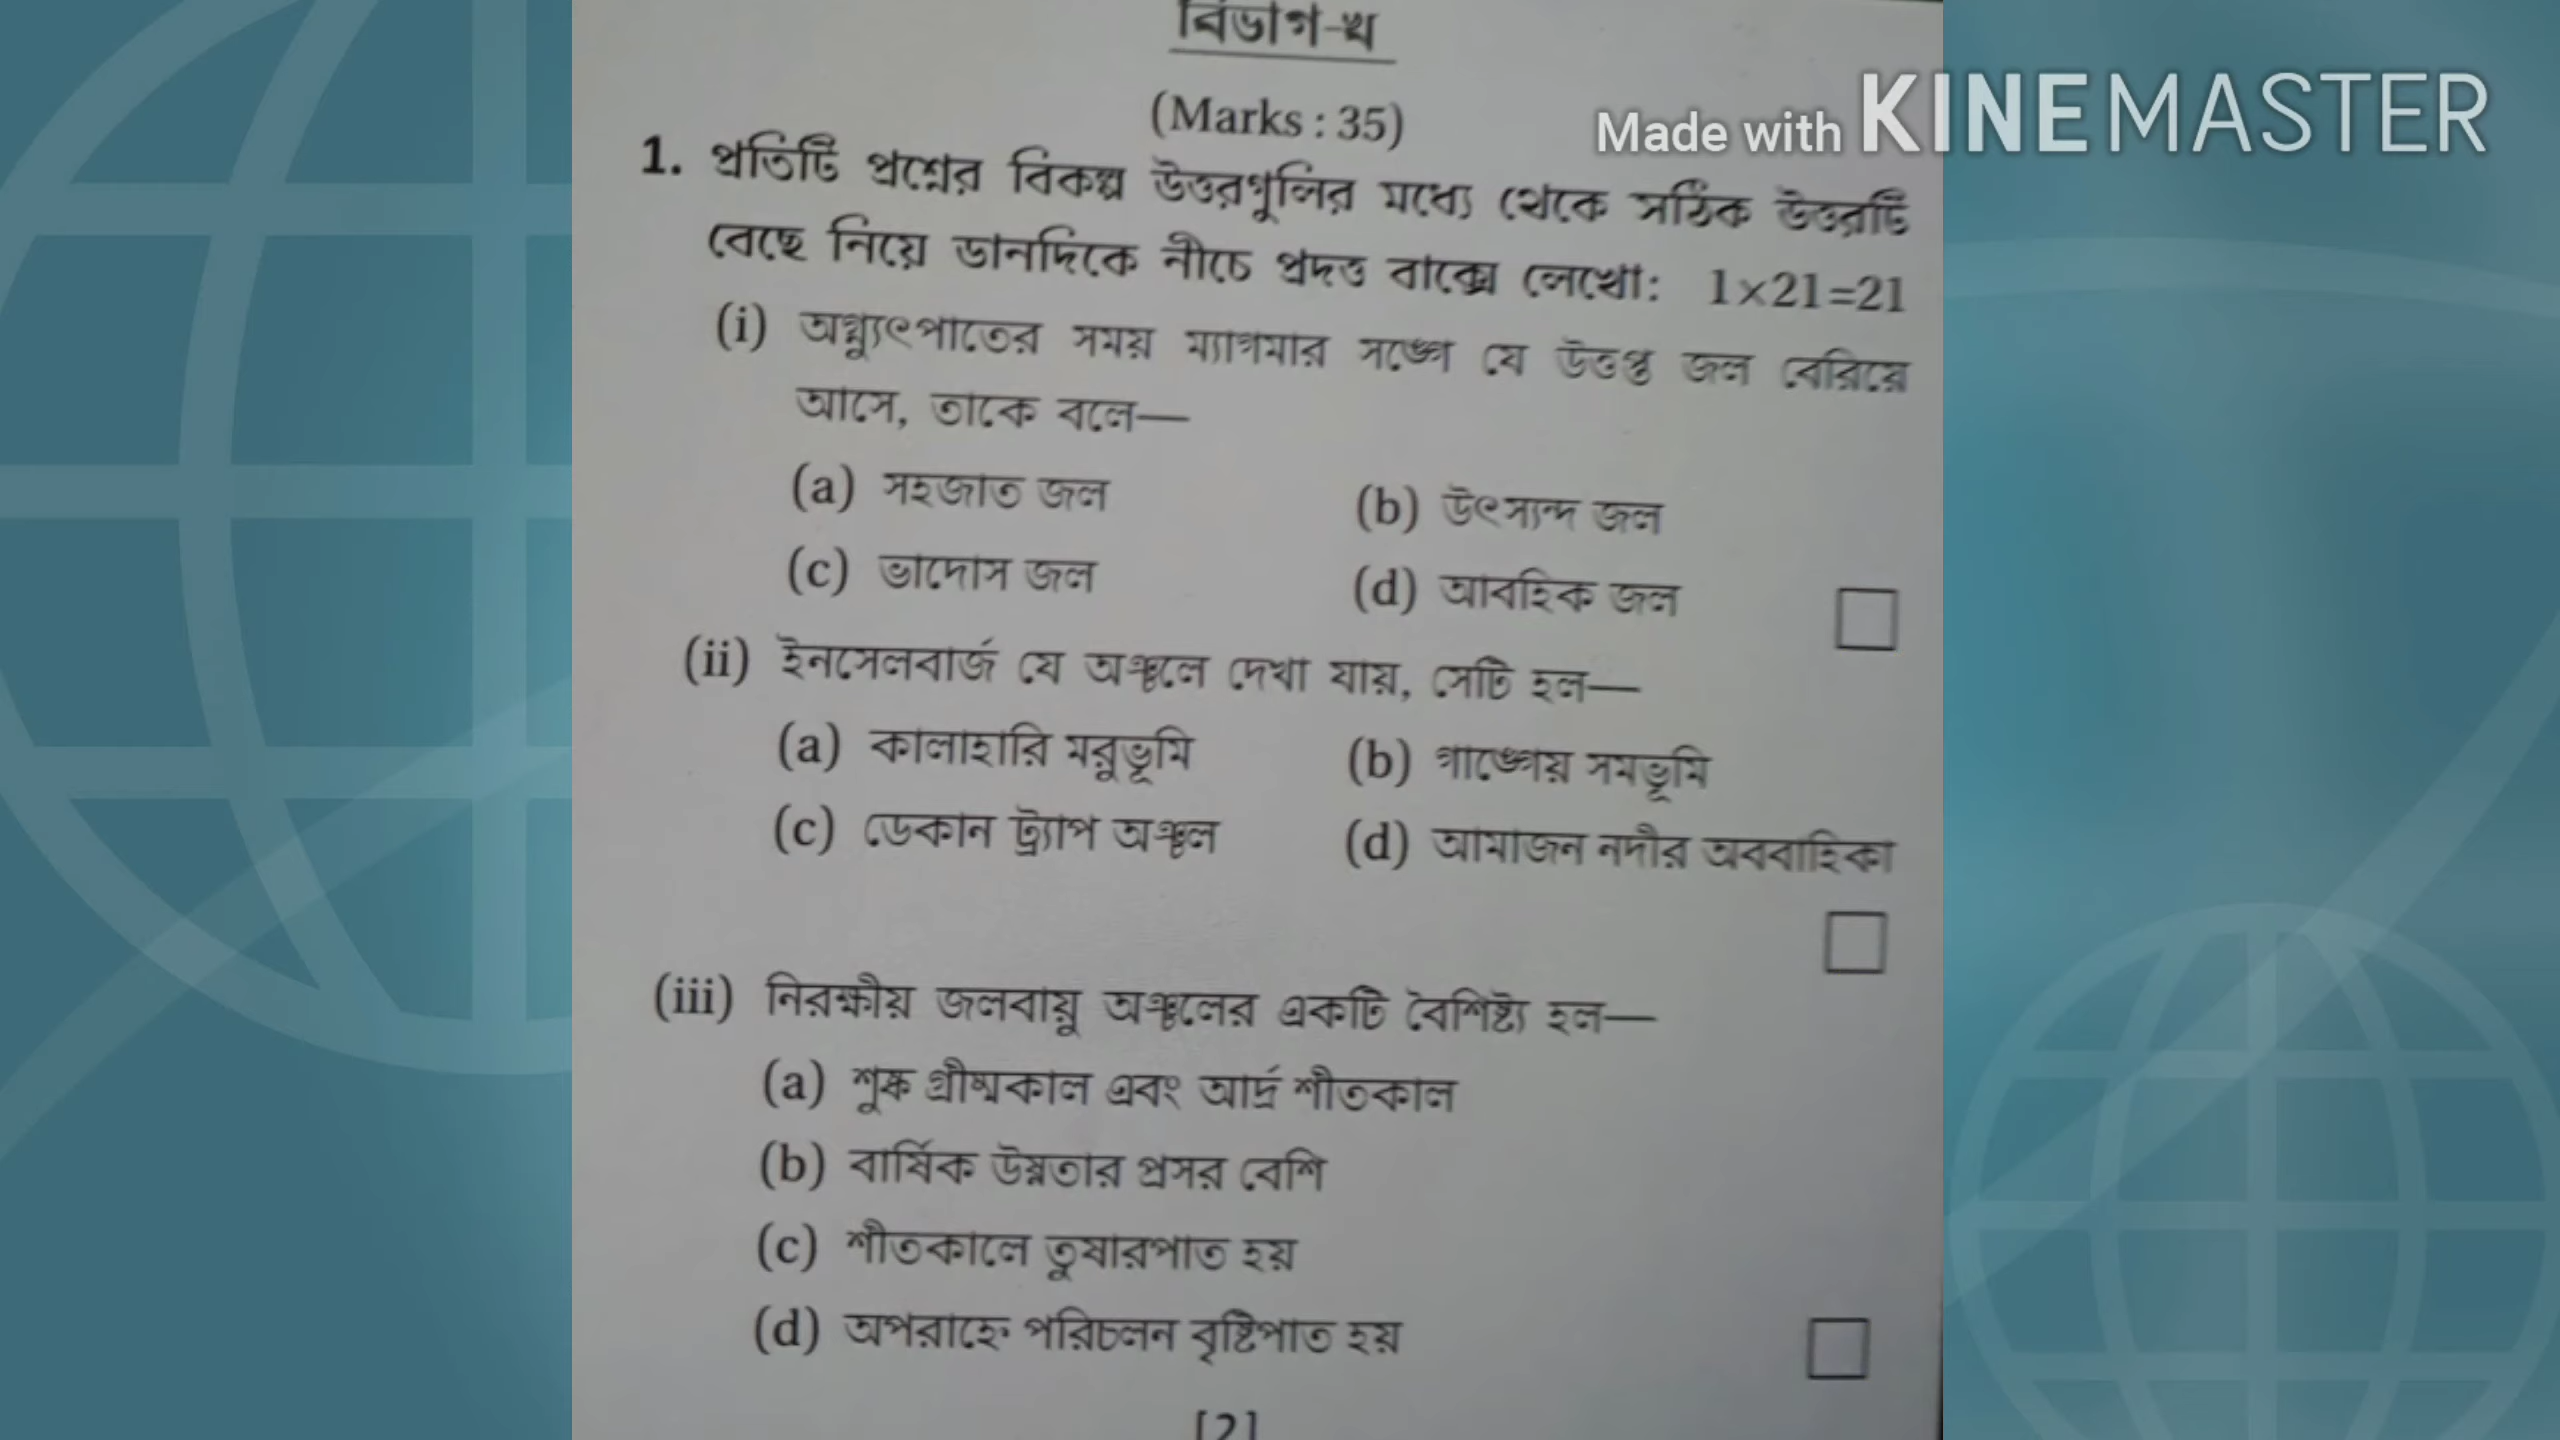 বিভাগ-খ
(Marks : 35)
Made with KINEMASTER
1. প্রতিটি প্রশ্নের বিকল্প উত্তরগুলির মধ্যে থেকে সঠিক উত্তরটি
বেছে নিয়ে ডানদিকে নীচে প্রদত্ত বাক্সে লেখো: 1×21=21
(i) অগ্ন্যুৎপাতের সময় ম্যাগমার সঙ্গে যে উত্তপ্ত জল বেরিয়ে
আসে, তাকে বলে—
(a) সহজাত জল (b) উৎস্যন্দ জল
(c) ভাদোস জল (d) আবহিক জল
(ii) ইনসেলবার্জ যে অঞ্চলে দেখা যায়, সেটি হল—
(a) কালাহারি মরুভূমি (b) গাঙ্গেয় সমভূমি
(c) ডেকান ট্র্যাপ অঞ্চল (d) আমাজন নদীর অববাহিকা
(iii) নিরক্ষীয় জলবায়ু অঞ্চলের একটি বৈশিষ্ট্য হল—
(a) শুষ্ক গ্রীষ্মকাল এবং আর্দ্র শীতকাল
(b) বার্ষিক উষ্ণতার প্রসর বেশি
(c) শীতকালে তুষারপাত হয়
(d) অপরাহ্নে পরিচলন বৃষ্টিপাত হয়
[2]